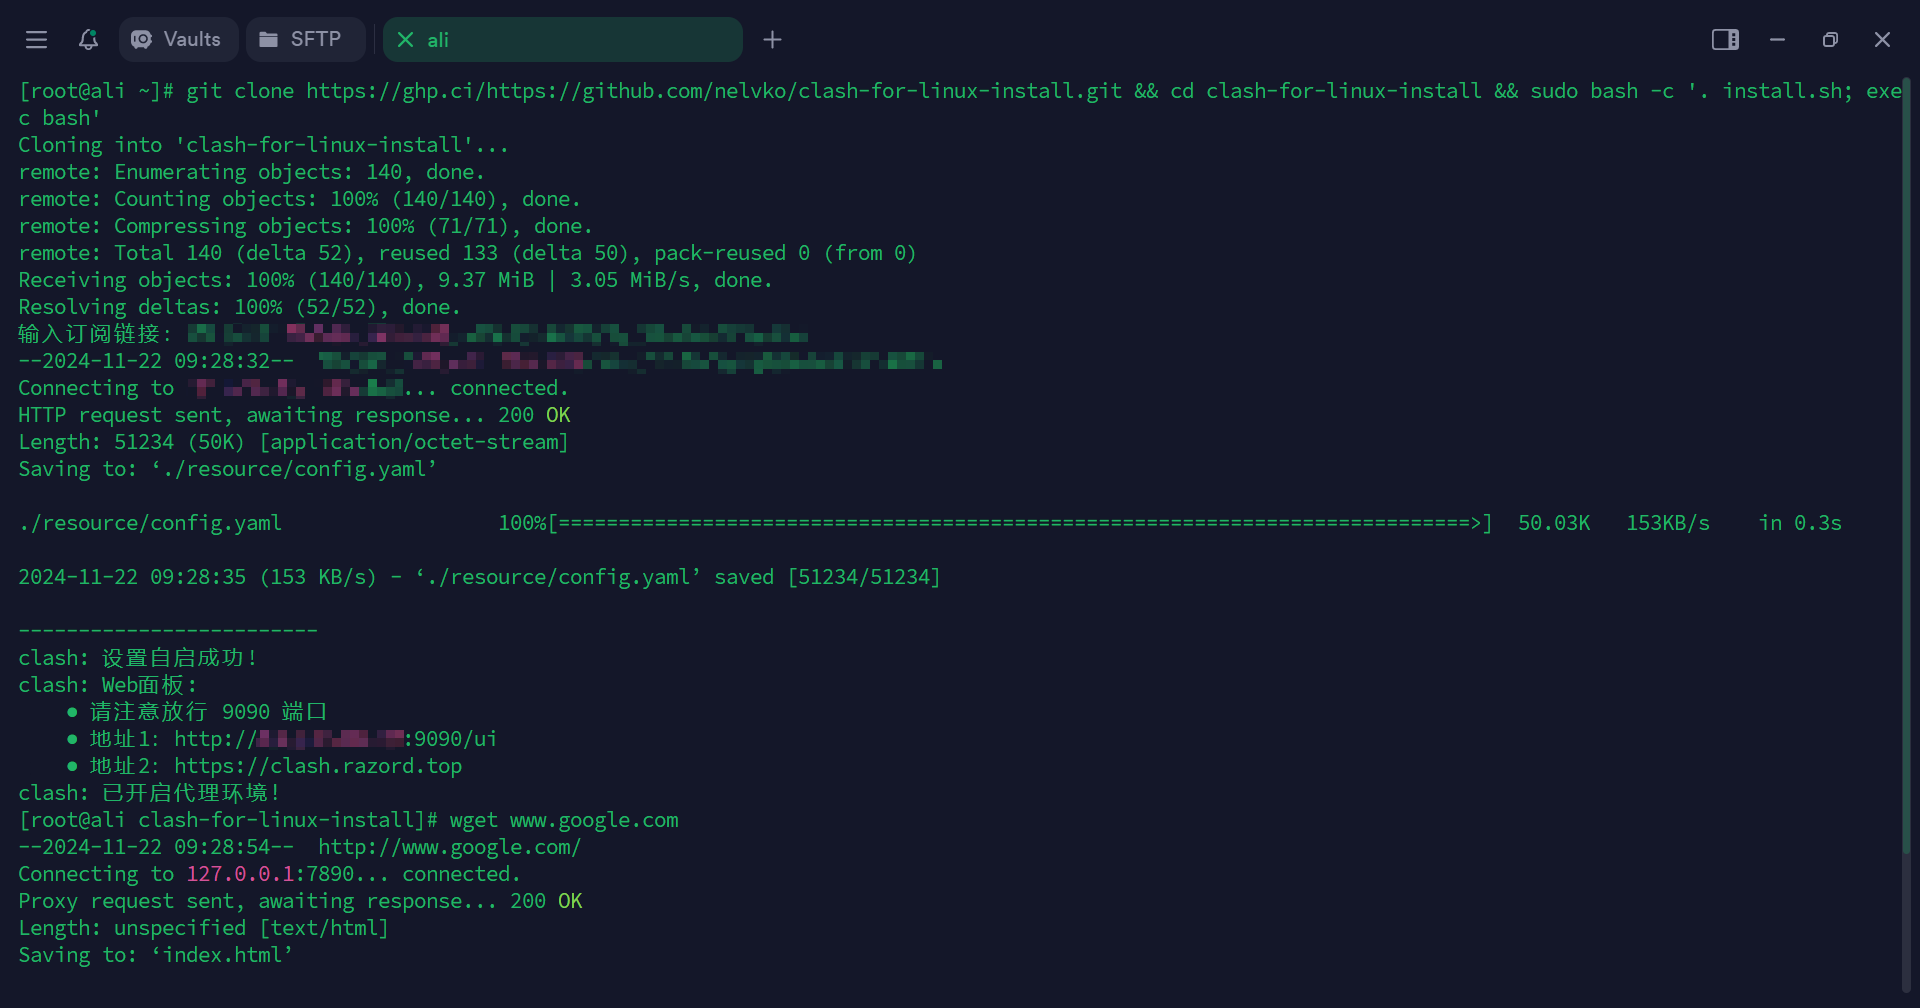 Vaults SFTP ali
[root@ali ~]# git clone https://ghp.ci/https://github.com/nelvko/clash-for-linux-install.git && cd clash-for-linux-install && sudo bash -c '. install.sh; exe
c bash'
Cloning into 'clash-for-linux-install'...
remote: Enumerating objects: 140, done.
remote: Counting objects: 100% (140/140), done.
remote: Compressing objects: 100% (71/71), done.
remote: Total 140 (delta 52), reused 133 (delta 50), pack-reused 0 (from 0)
Receiving objects: 100% (140/140), 9.37 MiB | 3.05 MiB/s, done.
Resolving deltas: 100% (52/52), done.
输入订阅链接:
--2024-11-22 09:28:32--
Connecting to ... connected.
HTTP request sent, awaiting response... 200 OK
Length: 51234 (50K) [application/octet-stream]
Saving to: ‘./resource/config.yaml’
./resource/config.yaml 100%[============================================================================>] 50.03K 153KB/s in 0.3s
2024-11-22 09:28:35 (153 KB/s) - ‘./resource/config.yaml’ saved [51234/51234]
-------------------------
clash: 设置自启成功!
clash: Web面板:
● 请注意放行 9090 端口
● 地址1: http://:9090/ui
● 地址2: https://clash.razord.top
clash: 已开启代理环境!
[root@ali clash-for-linux-install]# wget www.google.com
--2024-11-22 09:28:54-- http://www.google.com/
Connecting to 127.0.0.1:7890... connected.
Proxy request sent, awaiting response... 200 OK
Length: unspecified [text/html]
Saving to: ‘index.html’